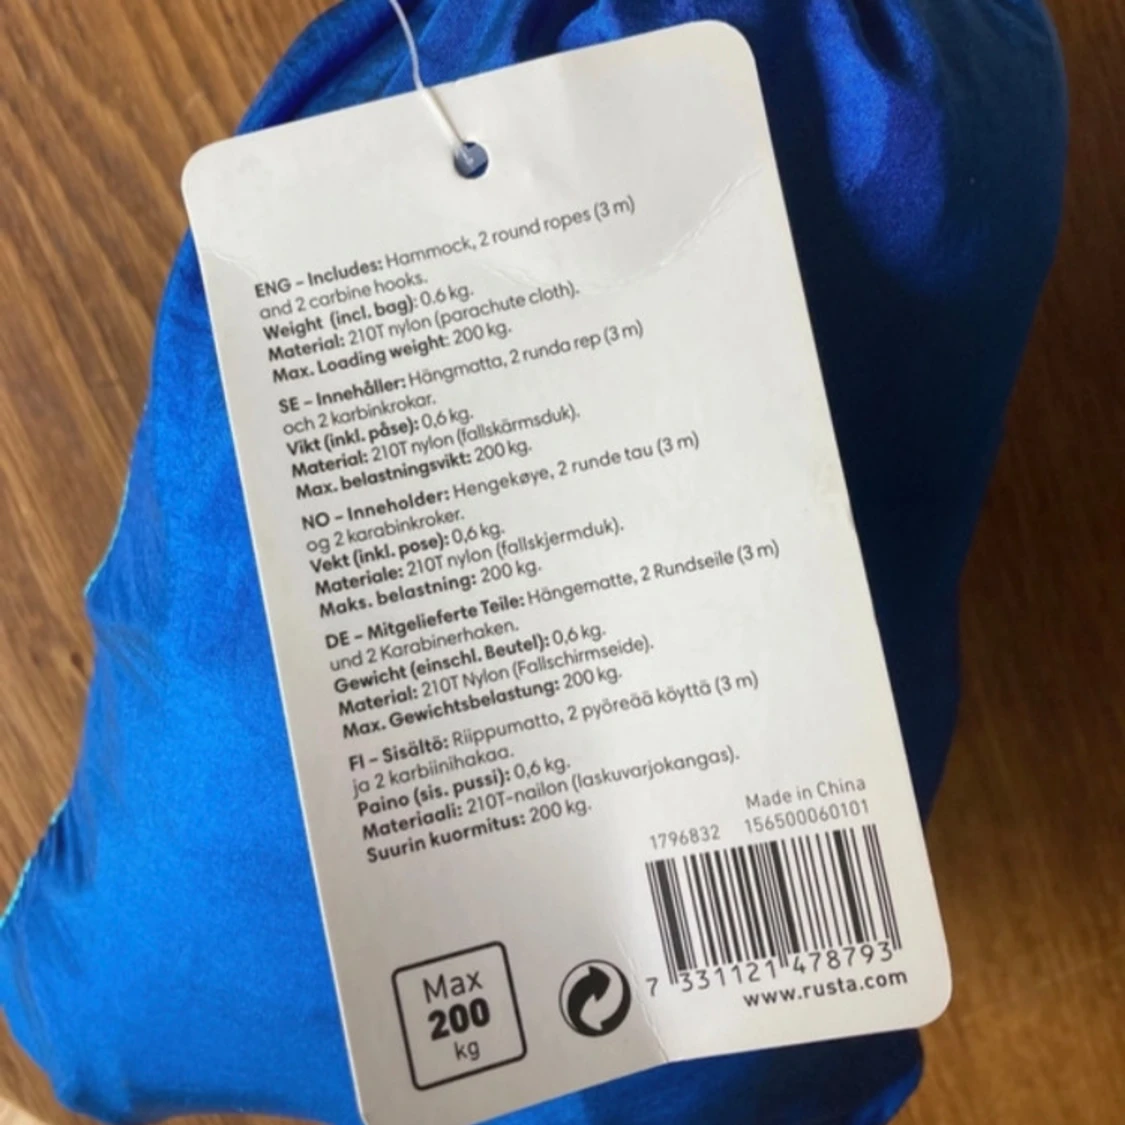 ENG – Includes: Hammock, 2 round ropes (3 m)
and 2 carbine hooks.
Weight (incl. bag): 0.6 kg.
Material: 210T nylon (parachute cloth).
Max. Loading weight: 200 kg.
SE – Innehåller: Hängmatta, 2 runda rep (3 m)
och 2 karbinkrokar.
Vikt (inkl. påse): 0,6 kg.
Material: 210T nylon (fallskärmsduk).
Max. belastningsvikt: 200 kg.
NO – Inneholder: Hengekøye, 2 runde tau (3 m)
og 2 karabinkroker.
Vekt (inkl. pose): 0,6 kg.
Materiale: 210T nylon (fallskjermduk).
Maks. belastning: 200 kg.
DE – Mitgelieferte Teile: Hängematte, 2 Rundseile (3 m)
und 2 Karabinerhaken.
Gewicht (einschl. Beutel): 0,6 kg.
Material: 210T Nylon (Fallschirmseide).
Max. Gewichtsbelastung: 200 kg.
FI – Sisältö: Riippumatto, 2 pyöreää köyttä (3 m)
ja 2 karbiinihakaa.
Paino (sis. pussi): 0,6 kg.
Materiaali: 210T-nailon (laskuvarjokangas).
Suurin kuormitus: 200 kg.
Made in China
1796832 156500060101
7 331121 478793
www.rusta.com
Max
200
kg